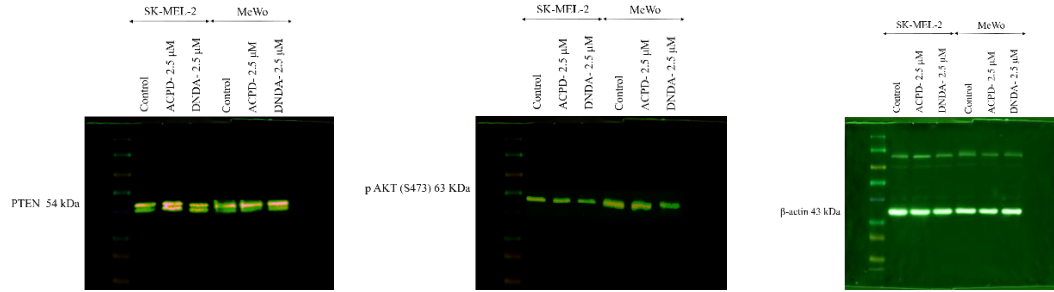 SK-MEL-2 MeWo
Control
ACPD- 2.5 µM
DNDA- 2.5 µM
Control
ACPD- 2.5 µM
DNDA- 2.5 µM
PTEN 54 kDa
SK-MEL-2 MeWo
Control
ACPD- 2.5 µM
DNDA- 2.5 µM
Control
ACPD- 2.5 µM
DNDA- 2.5 µM
p AKT (S473) 63 KDa
SK-MEL-2 MeWo
Control
ACPD- 2.5 µM
DNDA- 2.5 µM
Control
ACPD- 2.5 µM
DNDA- 2.5 µM
β-actin 43 kDa